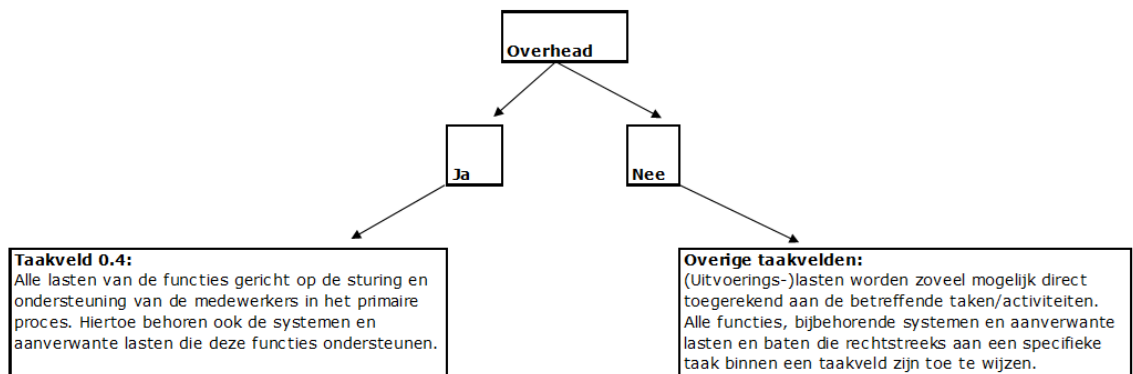 Overhead
Ja
Nee
Taakveld 0.4:
Alle lasten van de functies gericht op de sturing en
ondersteuning van de medewerkers in het primaire
proces. Hiertoe behoren ook de systemen en
aanverwante lasten die deze functies ondersteunen.
Overige taakvelden:
(Uitvoerings-)lasten worden zoveel mogelijk direct
toegerekend aan de betreffende taken/activiteiten.
Alle functies, bijbehorende systemen en aanverwante
lasten en baten die rechtstreeks aan een specifieke
taak binnen een taakveld zijn toe te wijzen.